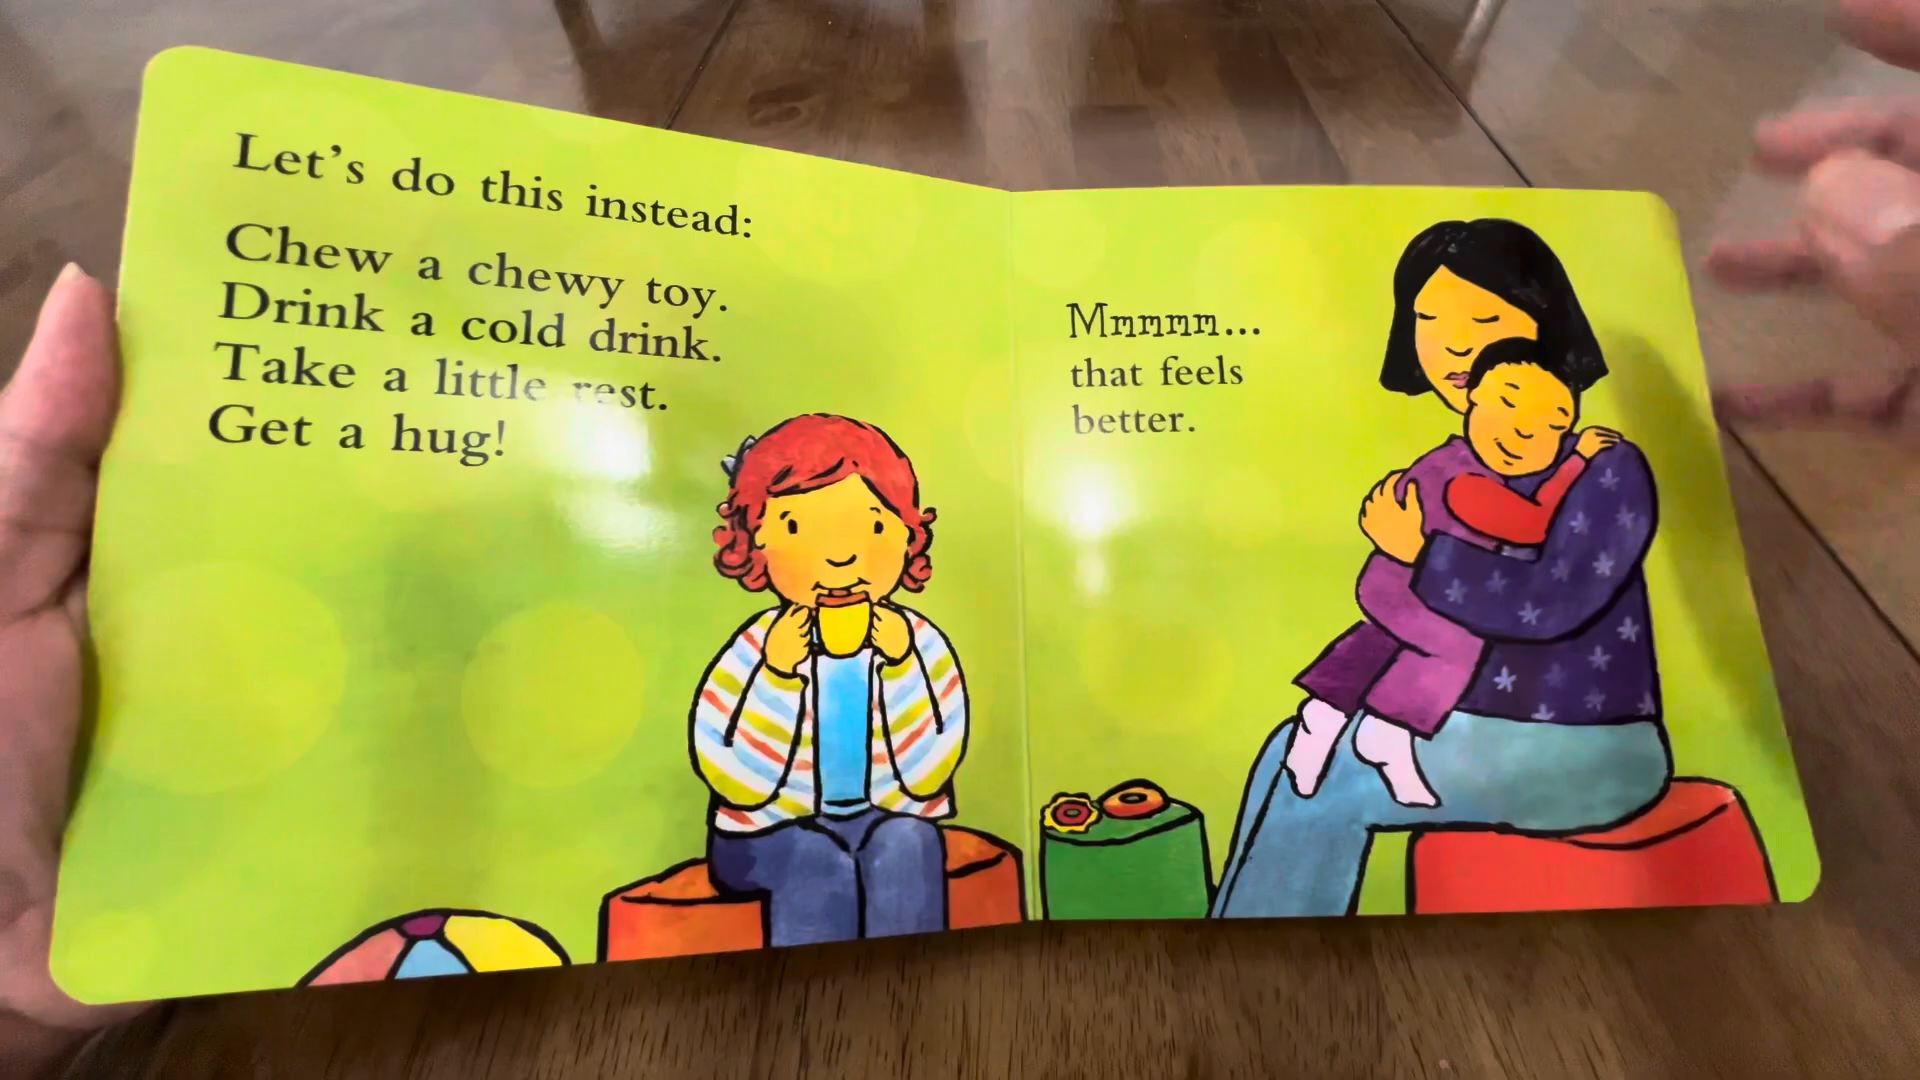 Let's do this instead:
Chew a chewy toy.
Drink a cold drink.
Take a little rest.
Get a hug!
Mmmmm...
that feels
better.